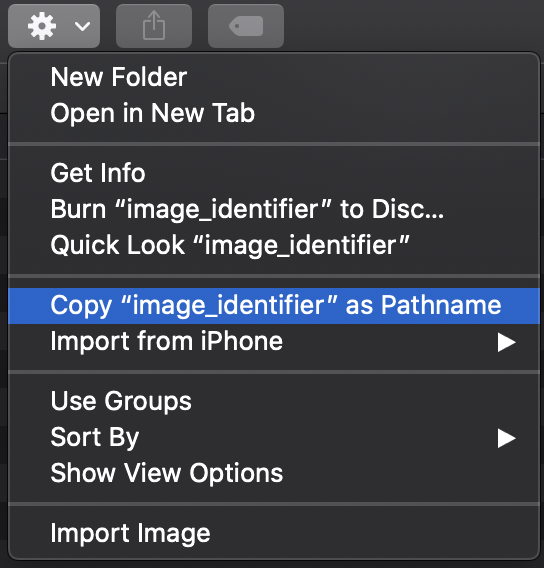 New Folder
Open in New Tab
Get Info
Burn “image_identifier” to Disc...
Quick Look “image_identifier”
Copy “image_identifier” as Pathname
Import from iPhone
Use Groups
Sort By
Show View Options
Import Image